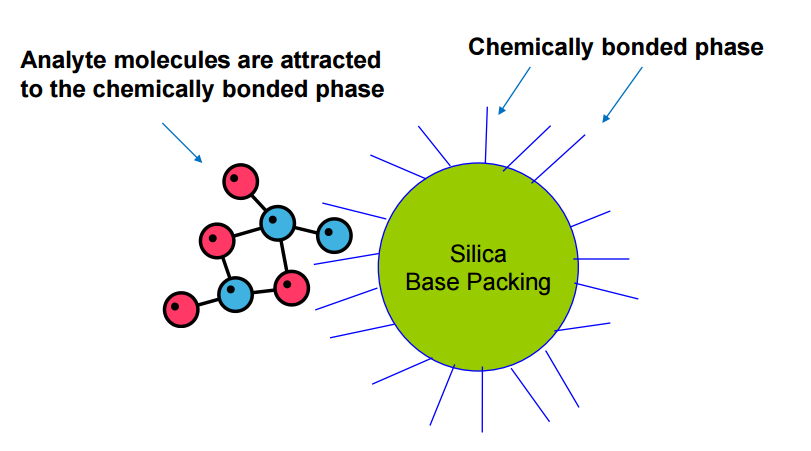 Analyte molecules are attracted
to the chemically bonded phase
Chemically bonded phase
Silica
Base Packing